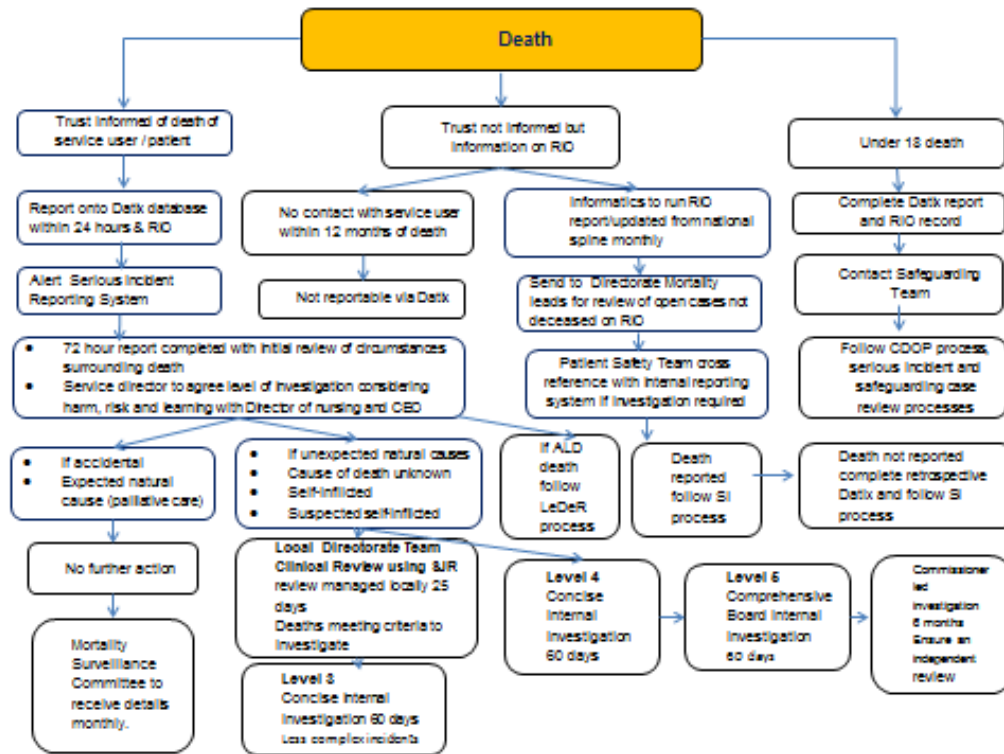 Death
Trust informed of death of
service user / patient
Trust not informed but
information on RiO
Under 18 death
Report onto Datix database
within 24 hours & RiO
No contact with service user
within 12 months of death
Informatics to run RiO
report/updated from national
spine monthly
Complete Datix report
and RiO record
Alert Serious Incident
Reporting System
Not reportable via Datix
Send to Directorate Mortality
leads for review of open cases not
deceased on RiO
Contact Safeguarding
Team
• 72 hour report completed with initial review of circumstances
surrounding death
• Service director to agree level of investigation considering
harm, risk and learning with Director of nursing and CEO
Patient Safety Team cross
reference with internal reporting
system if investigation required
Follow CDOP process,
serious incident and
safeguarding case
review processes
• If accidental
• Expected natural
cause (palliative care)
• If unexpected natural causes
• Cause of death unknown
• Self-inflicted
• Suspected self-inflicted
If ALD
death
follow
LeDeR
process
Death
reported
follow SI
process
Death not reported
complete retrospective
Datix and follow SI
process
No further action
Local Directorate Team
Clinical Review using SJR
review managed locally 25
days
Deaths meeting criteria to
investigate
Level 4
Concise
Internal
Investigation
60 days
Level 5
Comprehensive
Board Internal
Investigation
60 days
Commissioner
led
investigation
6 months
Ensure an
independent
review
Mortality
Surveillance
Committee to
receive details
monthly.
Level 3
Concise Internal
Investigation 60 days
Less complex incidents